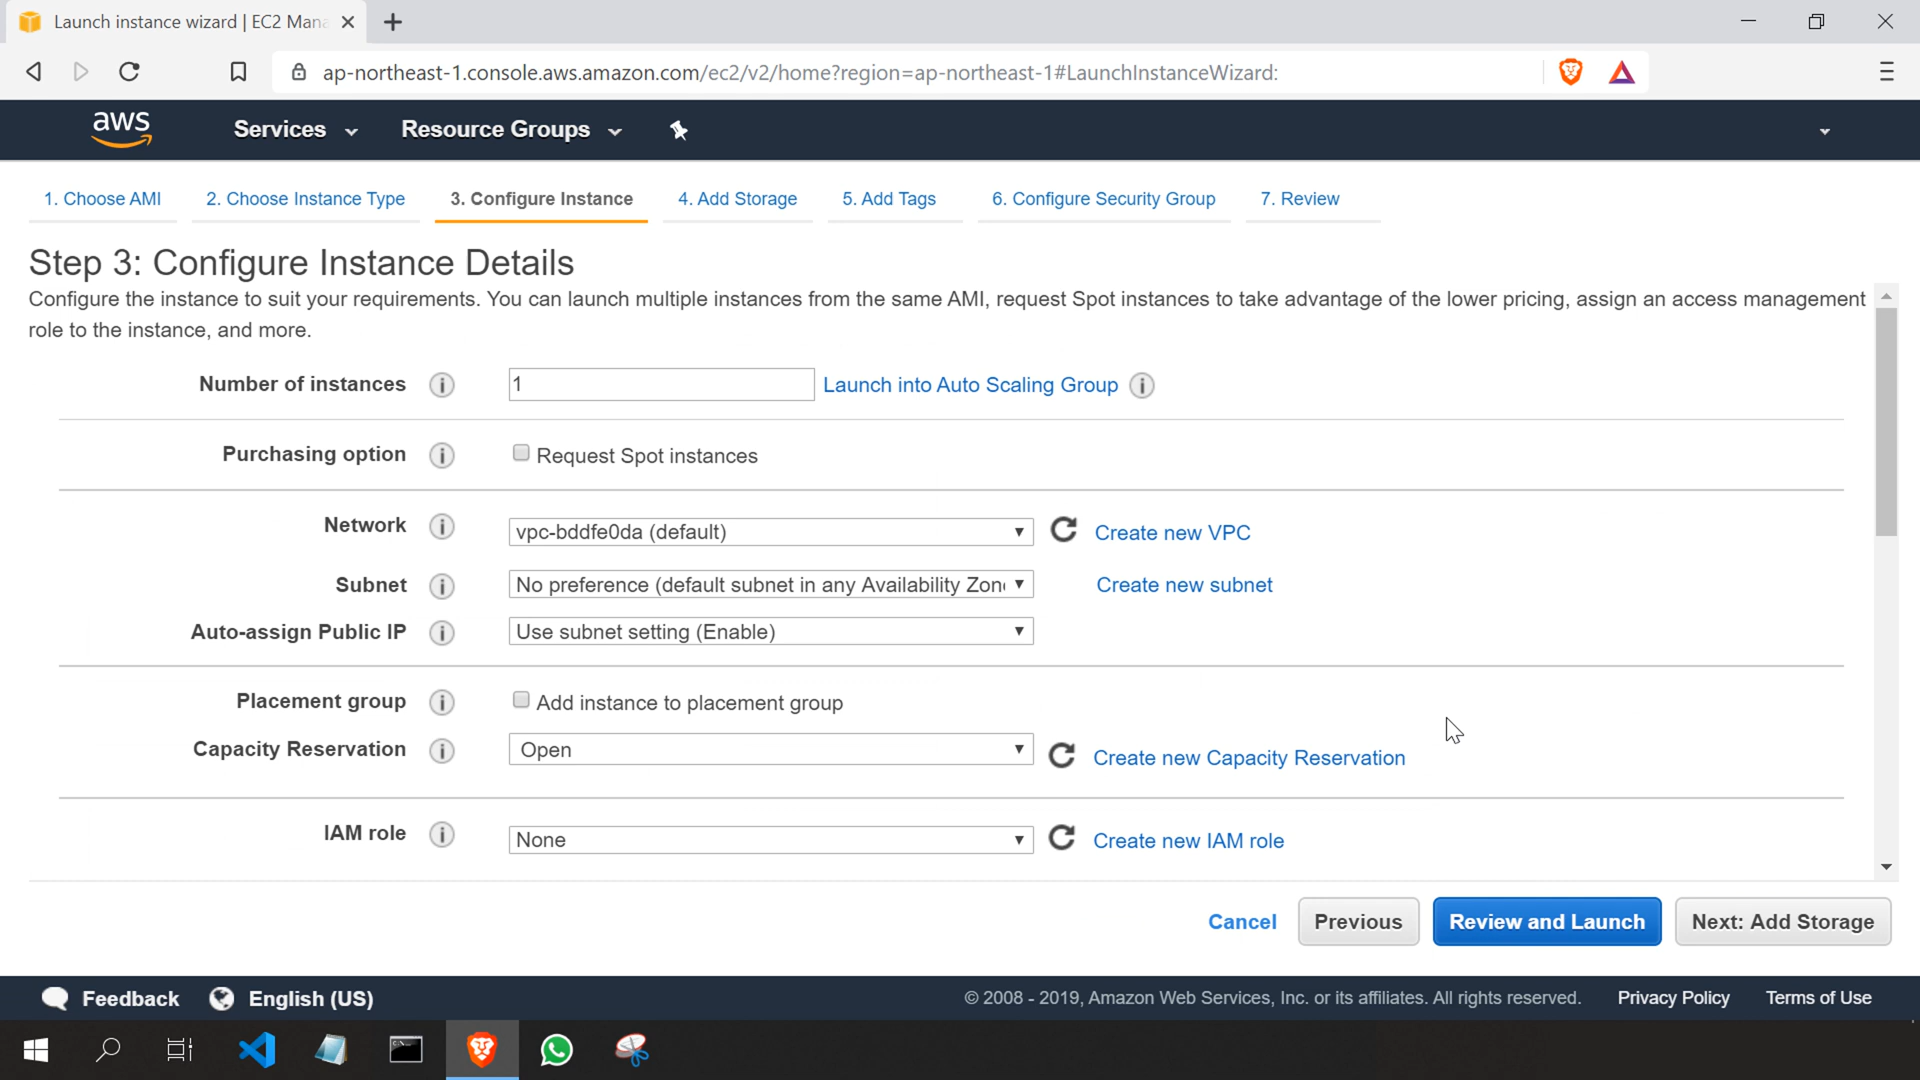 Launch instance wizard | EC2 Mana
ap-northeast-1.console.aws.amazon.com/ec2/v2/home?region=ap-northeast-1#LaunchInstanceWizard:
aws Services Resource Groups
1. Choose AMI 2. Choose Instance Type 3. Configure Instance 4. Add Storage 5. Add Tags 6. Configure Security Group 7. Review
Step 3: Configure Instance Details
Configure the instance to suit your requirements. You can launch multiple instances from the same AMI, request Spot instances to take advantage of the lower pricing, assign an access management
role to the instance, and more.
Number of instances i 1 Launch into Auto Scaling Group i
Purchasing option i Request Spot instances
Network i vpc-bddfe0da (default) Create new VPC
Subnet i No preference (default subnet in any Availability Zon Create new subnet
Auto-assign Public IP i Use subnet setting (Enable)
Placement group i Add instance to placement group
Capacity Reservation i Open Create new Capacity Reservation
IAM role i None Create new IAM role
Cancel Previous Review and Launch Next: Add Storage
Feedback English (US) © 2008 - 2019, Amazon Web Services, Inc. or its affiliates. All rights reserved. Privacy Policy Terms of Use